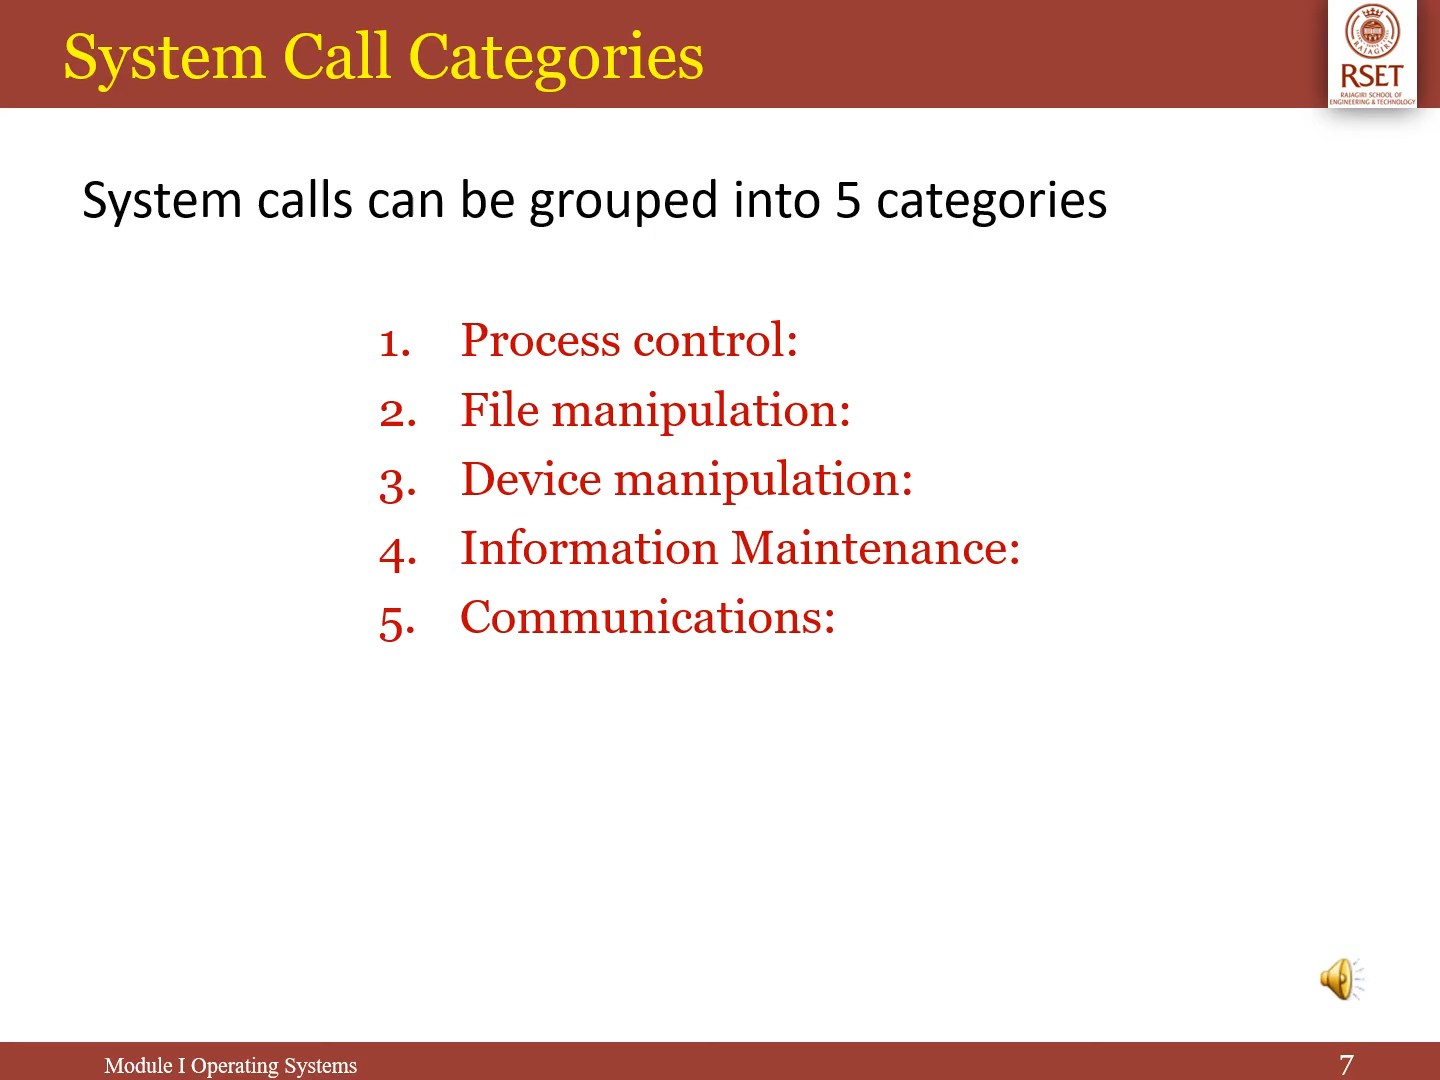 System Call Categories
RAJAGIRI
RSET
RAJAGIRI SCHOOL OF
ENGINEERING & TECHNOLOGY
System calls can be grouped into 5 categories
1. Process control:
2. File manipulation:
3. Device manipulation:
4. Information Maintenance:
5. Communications:
Module I Operating Systems
7